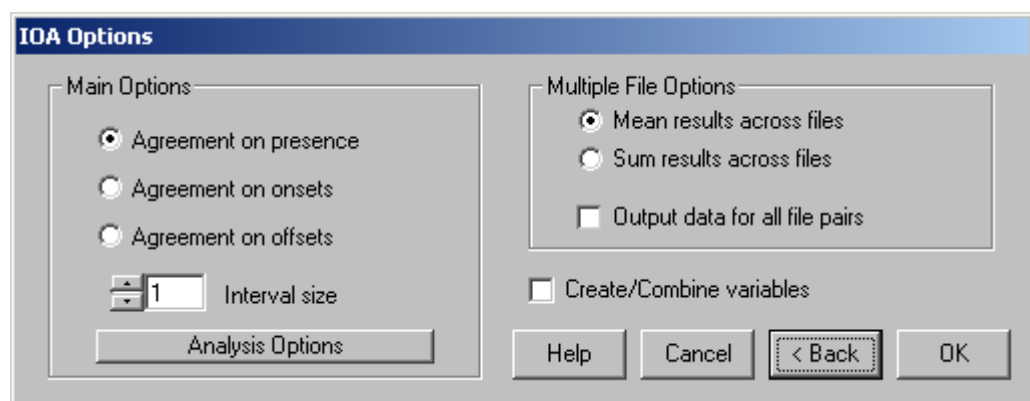 IOA Options
Main Options
Agreement on presence
Agreement on onsets
Agreement on offsets
1 Interval size
Analysis Options
Multiple File Options
Mean results across files
Sum results across files
Output data for all file pairs
Create/Combine variables
Help Cancel < Back OK